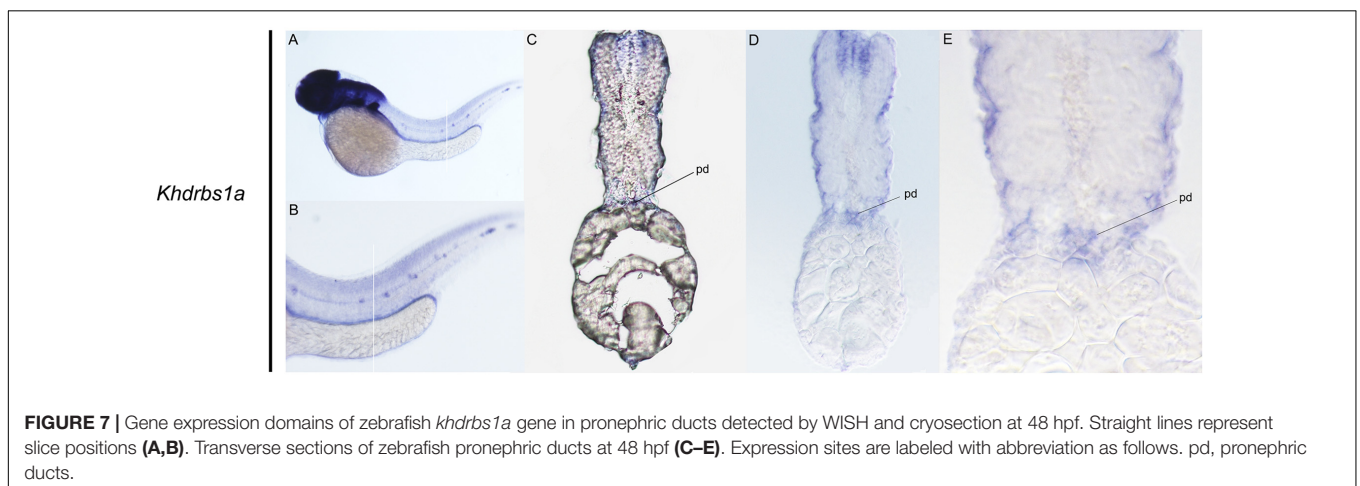 A
B
C
D
E
Khdrbs1a
pd
pd
pd
FIGURE 7 | Gene expression domains of zebrafish khdrbs1a gene in pronephric ducts detected by WISH and cryosection at 48 hpf. Straight lines represent
slice positions (A,B). Transverse sections of zebrafish pronephric ducts at 48 hpf (C–E). Expression sites are labeled with abbreviation as follows. pd, pronephric
ducts.